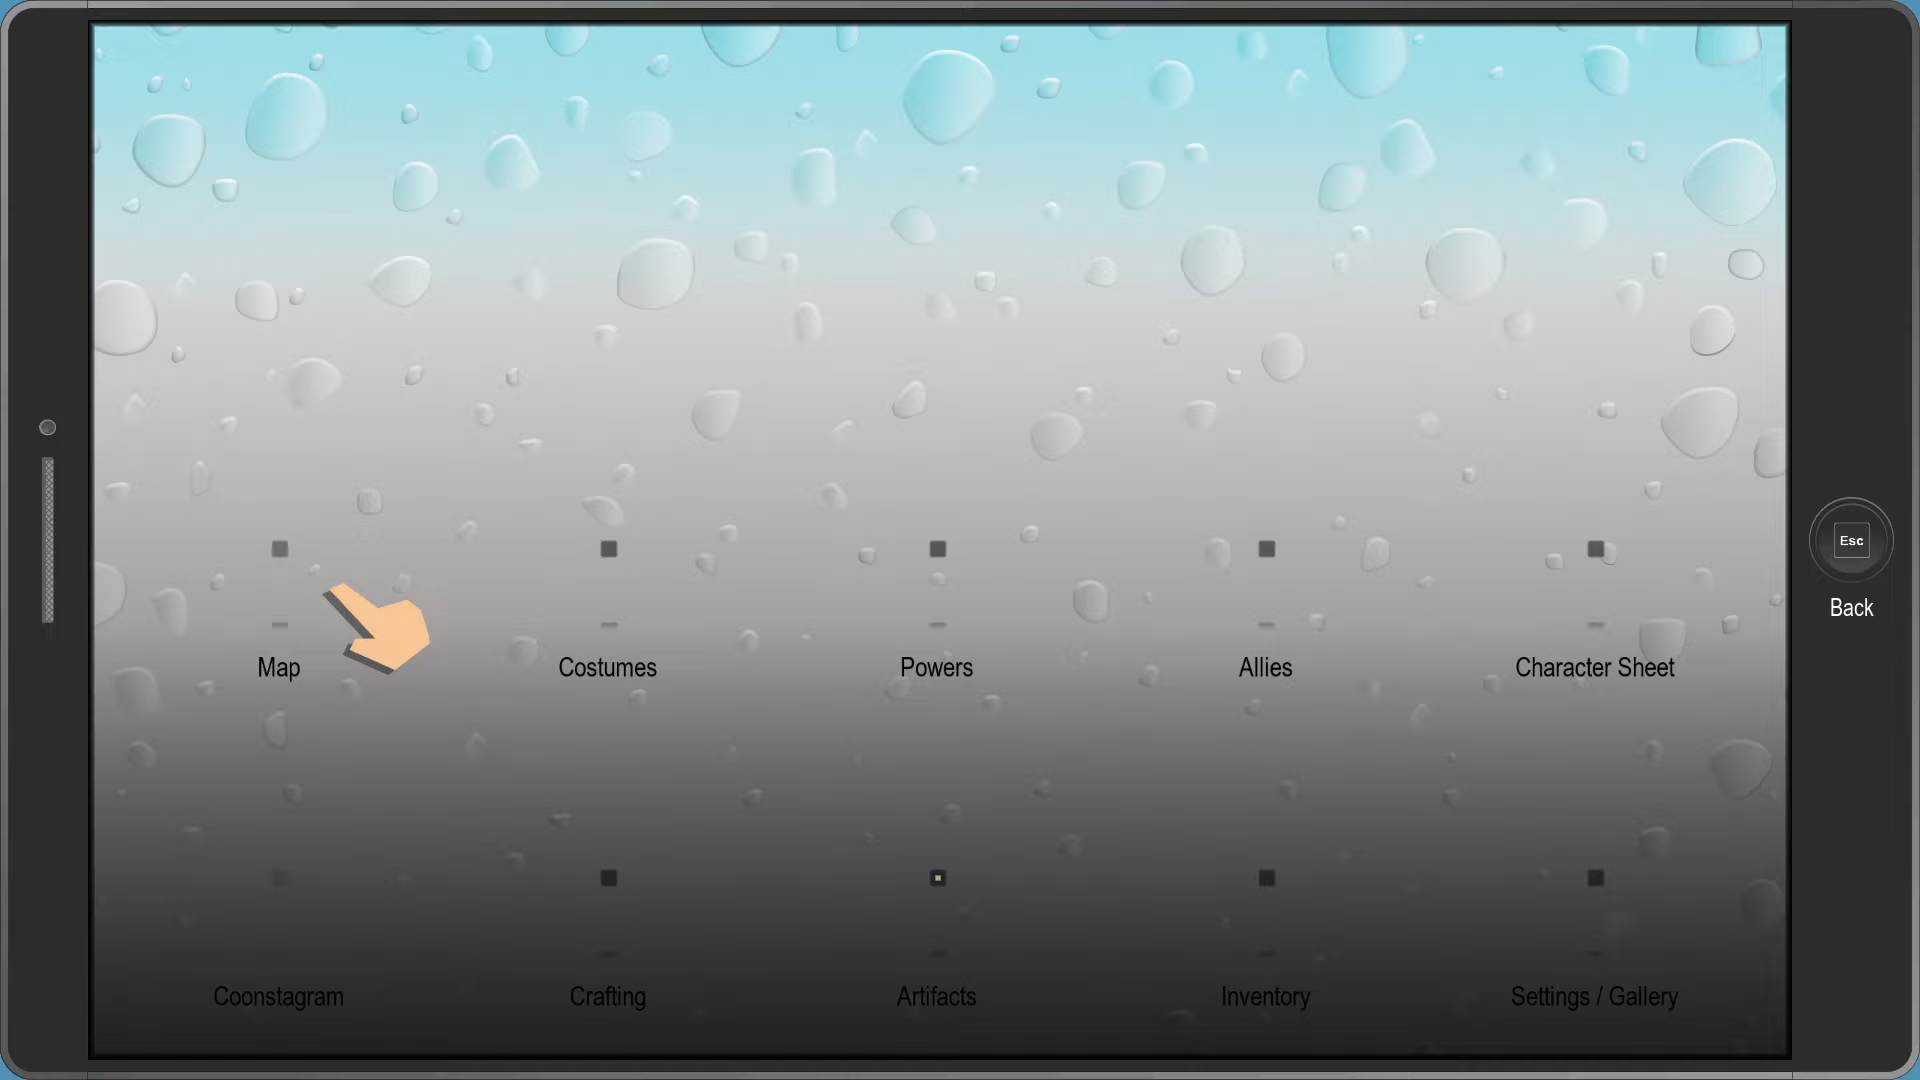 Esc
Back
Map
Costumes
Powers
Allies
Character Sheet
Coonstagram
Crafting
Artifacts
Inventory
Settings / Gallery